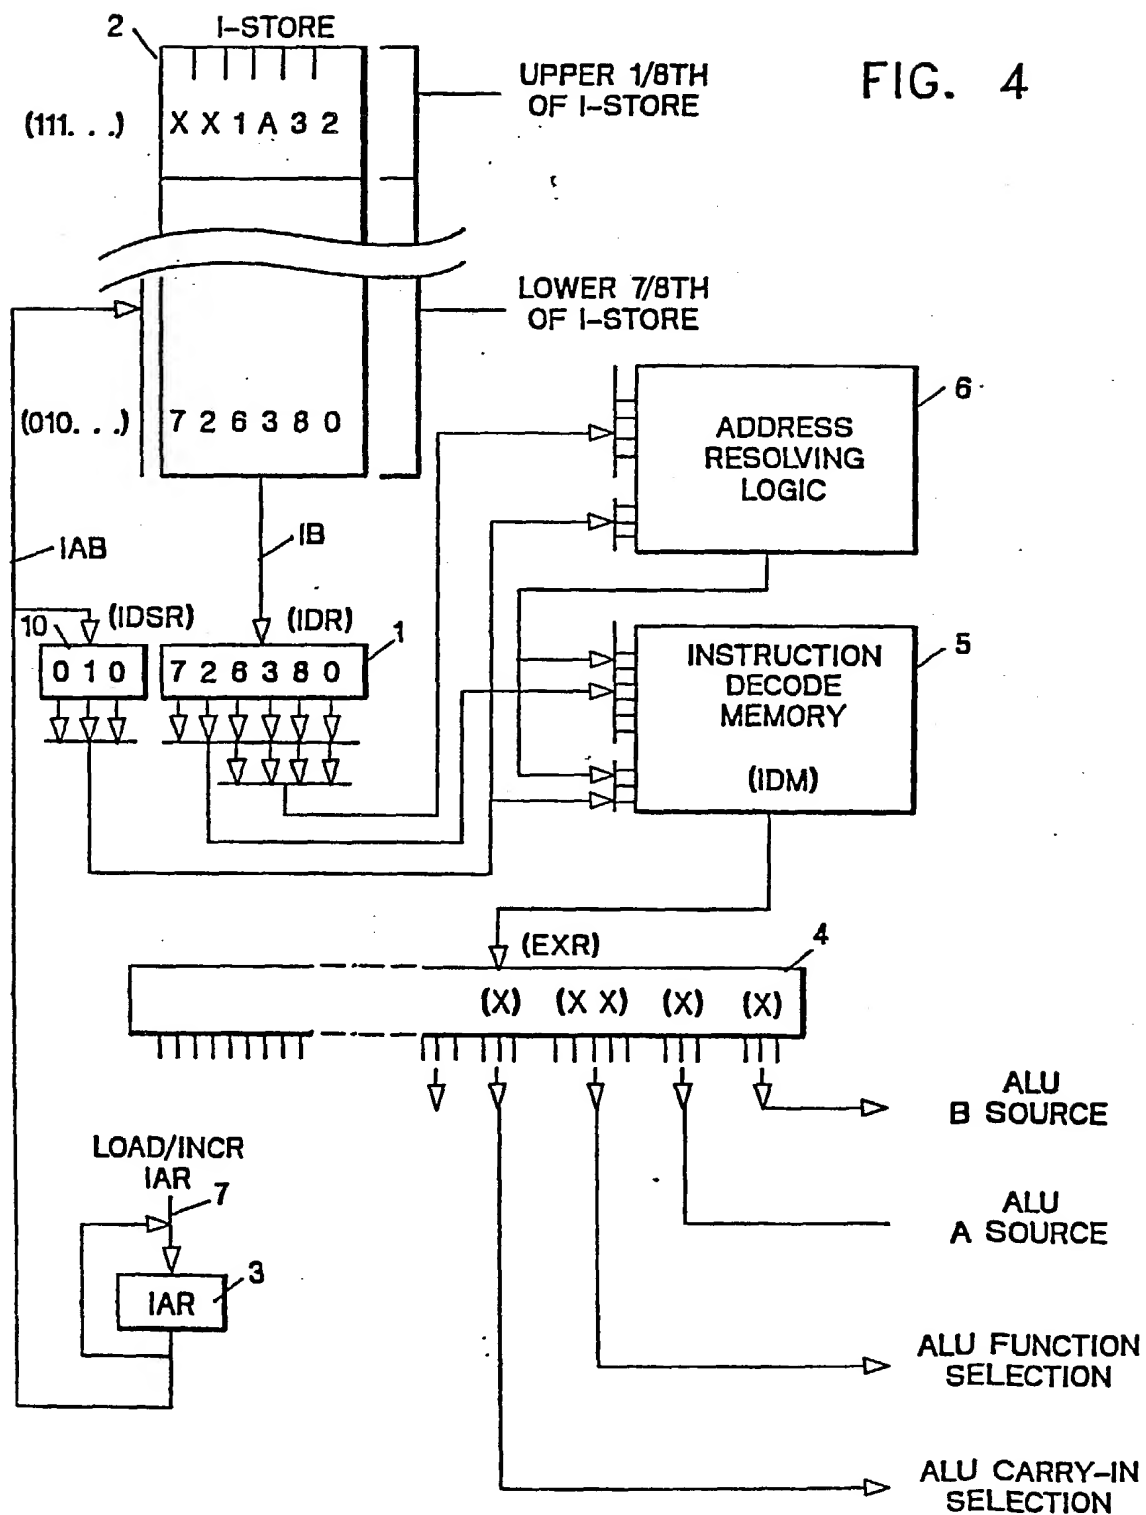 2
I-STORE
FIG. 4
UPPER 1/8TH
OF I-STORE
(111. . .)
X X 1 A 3 2
LOWER 7/8TH
OF I-STORE
(010. . .)
7 2 6 3 8 0
6
ADDRESS
RESOLVING
LOGIC
IAB
IB
10
(IDSR)
(IDR)
1
0 1 0
7 2 6 3 8 0
5
INSTRUCTION
DECODE
MEMORY
(IDM)
(EXR)
4
(X) (X X) (X) (X)
ALU
B SOURCE
LOAD/INCR
IAR
7
ALU
A SOURCE
3
IAR
ALU FUNCTION
SELECTION
ALU CARRY-IN
SELECTION